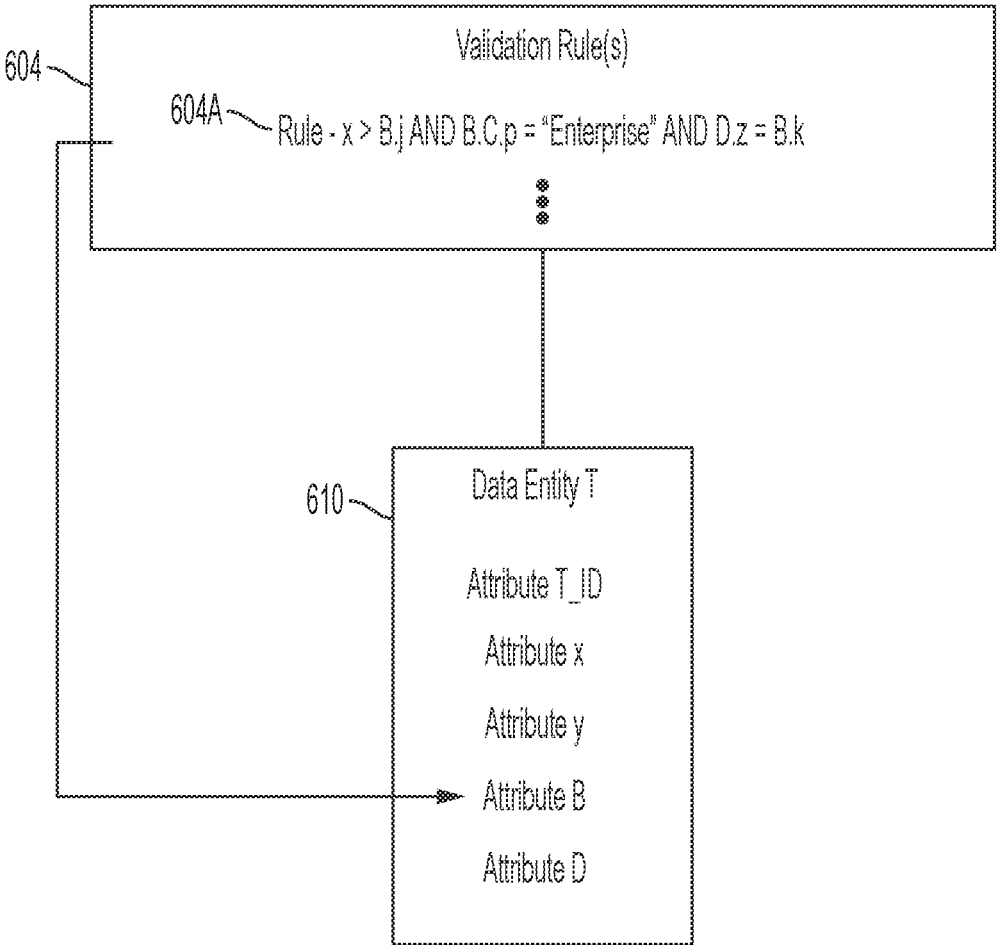 Validation Rule(s)
604
604A
Rule - x > B.j AND B.C.p = “Enterprise” AND D.z = B.k
Data Entity T
610
Attribute T_ID
Attribute x
Attribute y
Attribute B
Attribute D